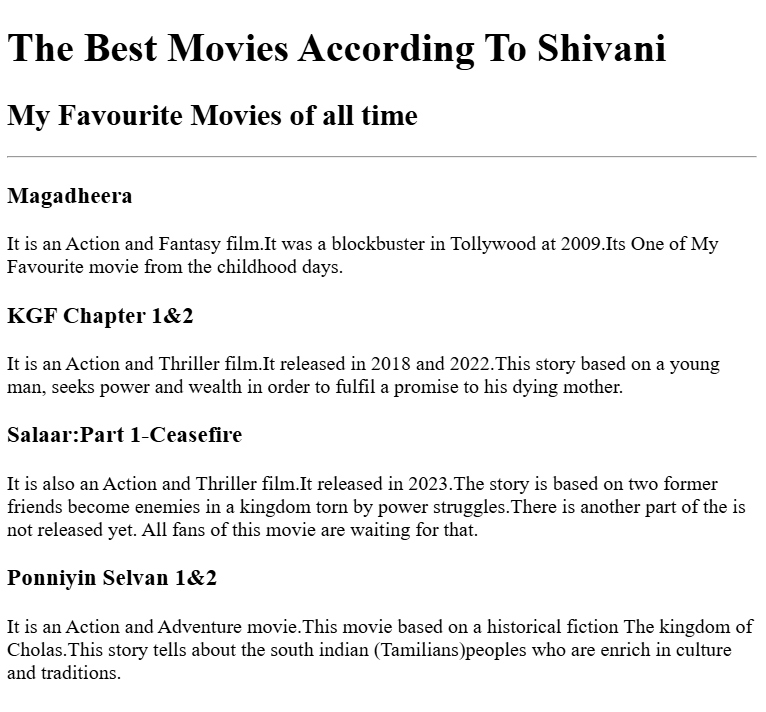 The Best Movies According To Shivani
My Favourite Movies of all time
Magadheera
It is an Action and Fantasy film.It was a blockbuster in Tollywood at 2009.Its One of My
Favourite movie from the childhood days.
KGF Chapter 1&2
It is an Action and Thriller film.It released in 2018 and 2022.This story based on a young
man, seeks power and wealth in order to fulfil a promise to his dying mother.
Salaar:Part 1-Ceasefire
It is also an Action and Thriller film.It released in 2023.The story is based on two former
friends become enemies in a kingdom torn by power struggles.There is another part of the is
not released yet. All fans of this movie are waiting for that.
Ponniyin Selvan 1&2
It is an Action and Adventure movie.This movie based on a historical fiction The kingdom of
Cholas.This story tells about the south indian (Tamilians)peoples who are enrich in culture
and traditions.